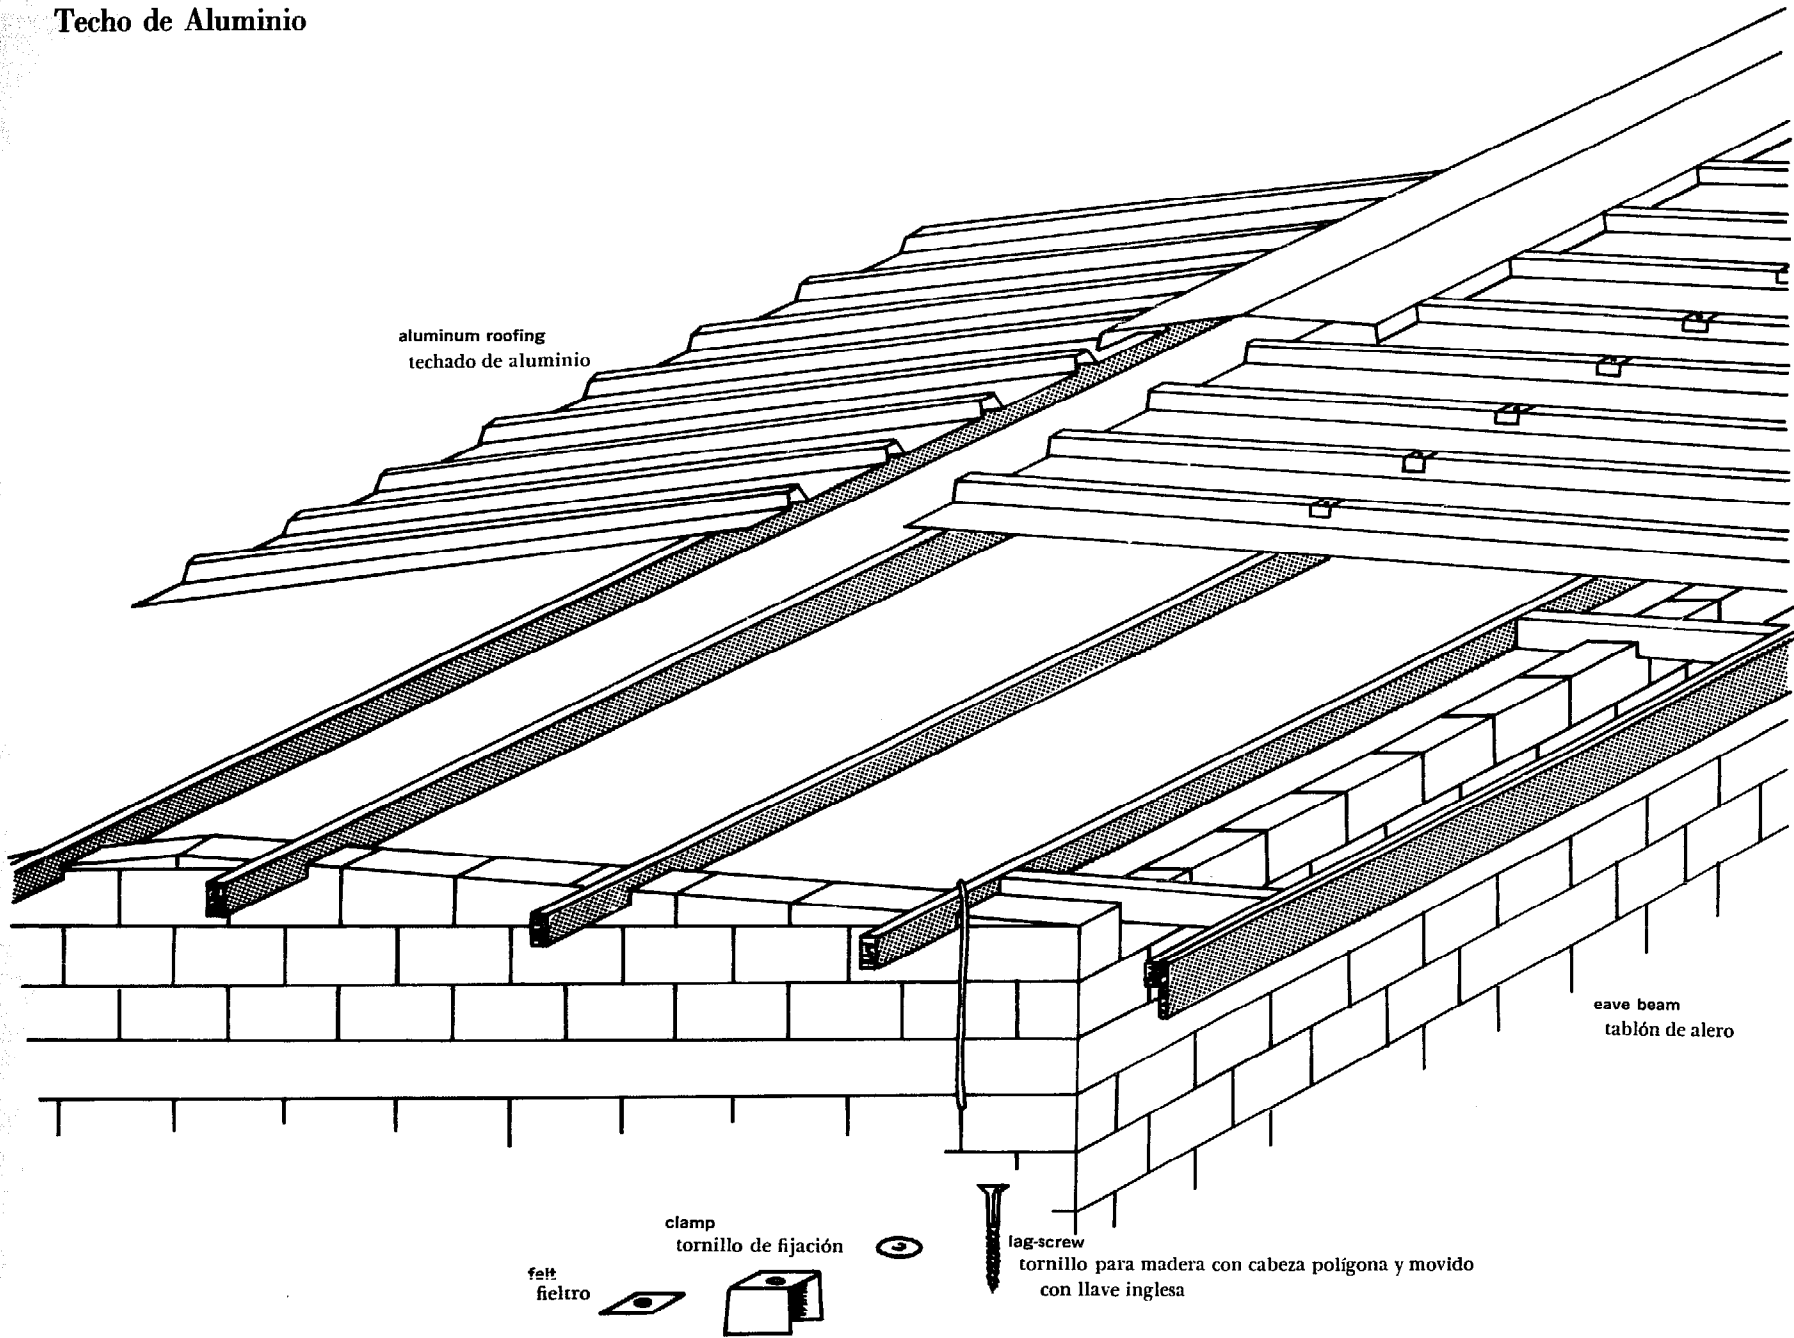 Techo de Aluminio
aluminum roofing
techado de aluminio
eave beam
tablón de alero
clamp
tornillo de fijación
lag-screw
tornillo para madera con cabeza polígona y movido
con llave inglesa
felt
fieltro